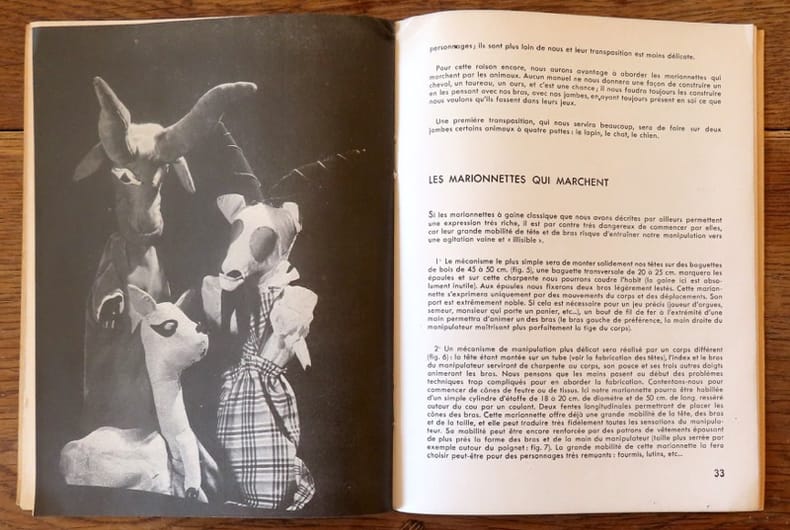 personnages; ils sont plus loin de nous et leur transposition est moins délicate.
Pour cette raison encore, nous aurons avantage à aborder les marionnettes qui
marchent par les animaux. Aucun manuel ne nous donnera une façon de construire un
cheval, un taureau, un ours, et c'est une chance; il nous faudra toujours les construire
en les pensant avec nos bras, avec nos jambes, en ayant toujours présent en soi ce que
nous voulons qu'ils fassent dans leurs jeux.
Une première transposition, qui nous servira beaucoup, sera de faire sur deux
jambes certains animaux à quatre pattes : le lapin, le chat, le chien.
LES MARIONNETTES QUI MARCHENT
Si les marionnettes à gaine classique que nous avons décrites par ailleurs permettent
une expression très riche, il est par contre très dangereux de commencer par elles,
car leur grande mobilité de tête et de bras risque d'entraîner notre manipulation vers
une agitation vaine et « illisible ».
1° Le mécanisme le plus simple sera de monter solidement nos têtes sur des baguettes
de bois de 45 à 50 cm. (fig. 5), une baguette transversale de 20 à 25 cm. marquera les
épaules et sur cette charpente nous pourrons coudre l'habit (la gaine ici est abso-
lument inutile). Aux épaules nous fixerons deux bras légèrement lestés. Cette marion-
nette s'exprimera uniquement par des mouvements du corps et des déplacements. Son
port est extrêmement noble. Si cela est nécessaire pour un jeu précis (joueur d'orgues,
semeur, monsieur qui porte un panier, etc...), un bout de fil de fer à l'extrémité d'une
main permettra d'animer un des bras (le bras gauche de préférence, la main droite du
manipulateur maîtrisant plus parfaitement la tige du corps).
2° Un mécanisme de manipulation plus délicat sera réalisé par un corps différent
(fig. 6) : la tête étant montée sur un tube (voir la fabrication des têtes), l'index et le bras
du manipulateur serviront de charpente au corps, son pouce et ses trois autres doigts
animeront les bras. Nous pensons que les mains posent au début des problèmes
techniques trop compliqués pour en aborder la fabrication. Contentons-nous pour
commencer de cônes de feutre ou de tissus. Ici notre marionnette pourra être habillée
d'un simple cylindre d'étoffe de 18 à 20 cm. de diamètre et de 50 cm. de long, resserré
autour du cou par un coulant. Deux fentes longitudinales permettront de placer les
cônes des bras. Cette marionnette offre déjà une grande mobilité de la tête, des bras
et de la taille, et elle peut traduire très fidèlement toutes les sensations du manipula-
teur. Sa mobilité peut être encore renforcée par des patrons de vêtements épousant
de plus près la forme des bras et de la main du manipulateur (taille plus serrée par
exemple autour du poignet : fig. 7). La grande mobilité de cette marionnette la fera
choisir peut-être pour des personnages très remuants : fourmis, lutins, etc...
33